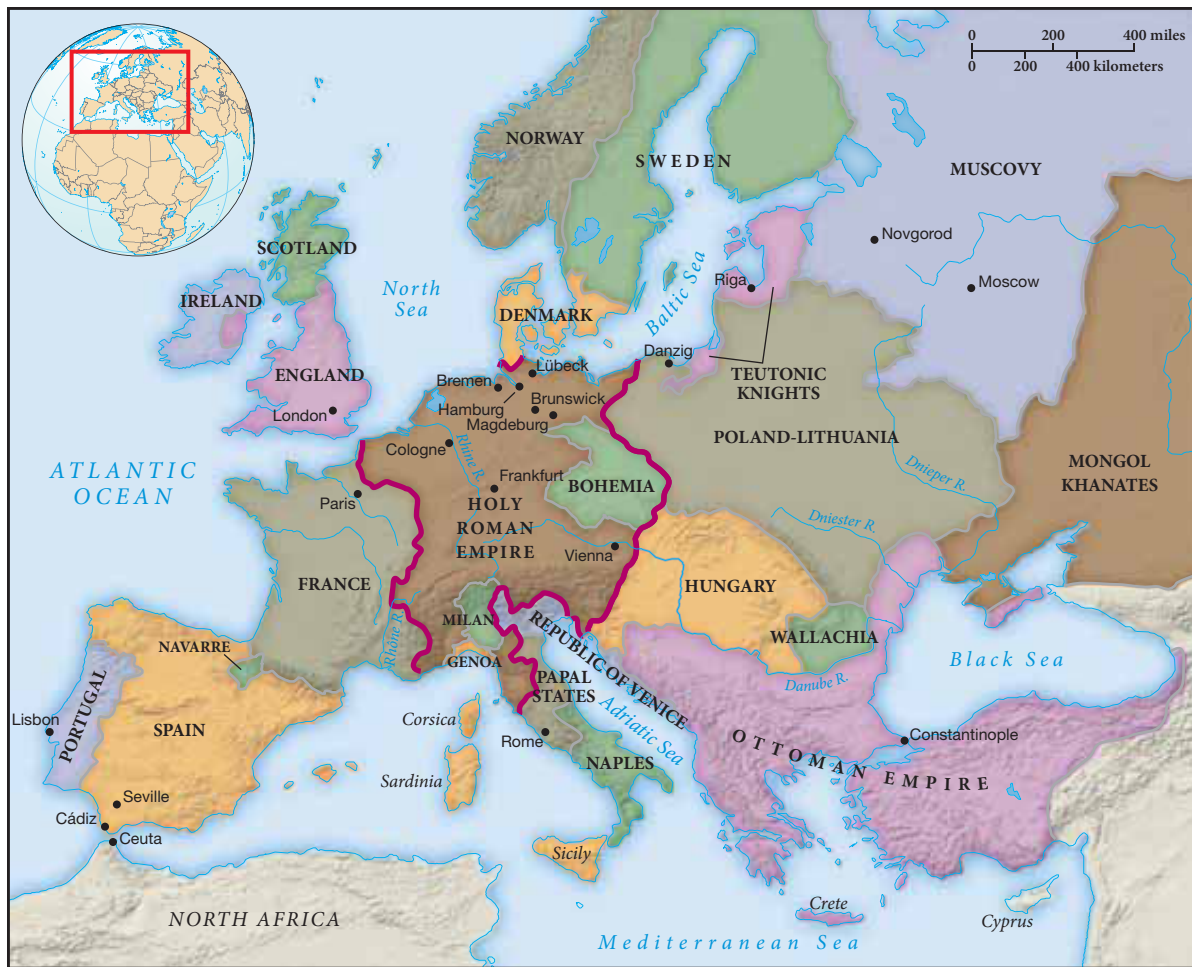 0 200 400 miles
0 200 400 kilometers
NORWAY
SWEDEN
MUSCOVY
Novgorod
Moscow
SCOTLAND
IRELAND
North
Sea
Baltic Sea
Riga
DENMARK
Danzig
TEUTONIC
KNIGHTS
ENGLAND
London
Bremen
Lübeck
Hamburg
Brunswick
Magdeburg
Cologne
Rhine R.
Frankfurt
BOHEMIA
POLAND-LITHUANIA
Dnieper R.
MONGOL
KHANATES
ATLANTIC
OCEAN
Paris
HOLY
ROMAN
EMPIRE
Vienna
Dniester R.
FRANCE
HUNGARY
MILAN
WALLACHIA
Rhône R.
GENOA
REPUBLIC OF VENICE
Black Sea
NAVARRE
PAPAL
STATES
Danube R.
Adriatic Sea
PORTUGAL
Lisbon
SPAIN
Corsica
Rome
Constantinople
OTTOMAN EMPIRE
Sardinia
NAPLES
Seville
Cádiz
Ceuta
Sicily
NORTH AFRICA
Crete
Cyprus
Mediterranean Sea